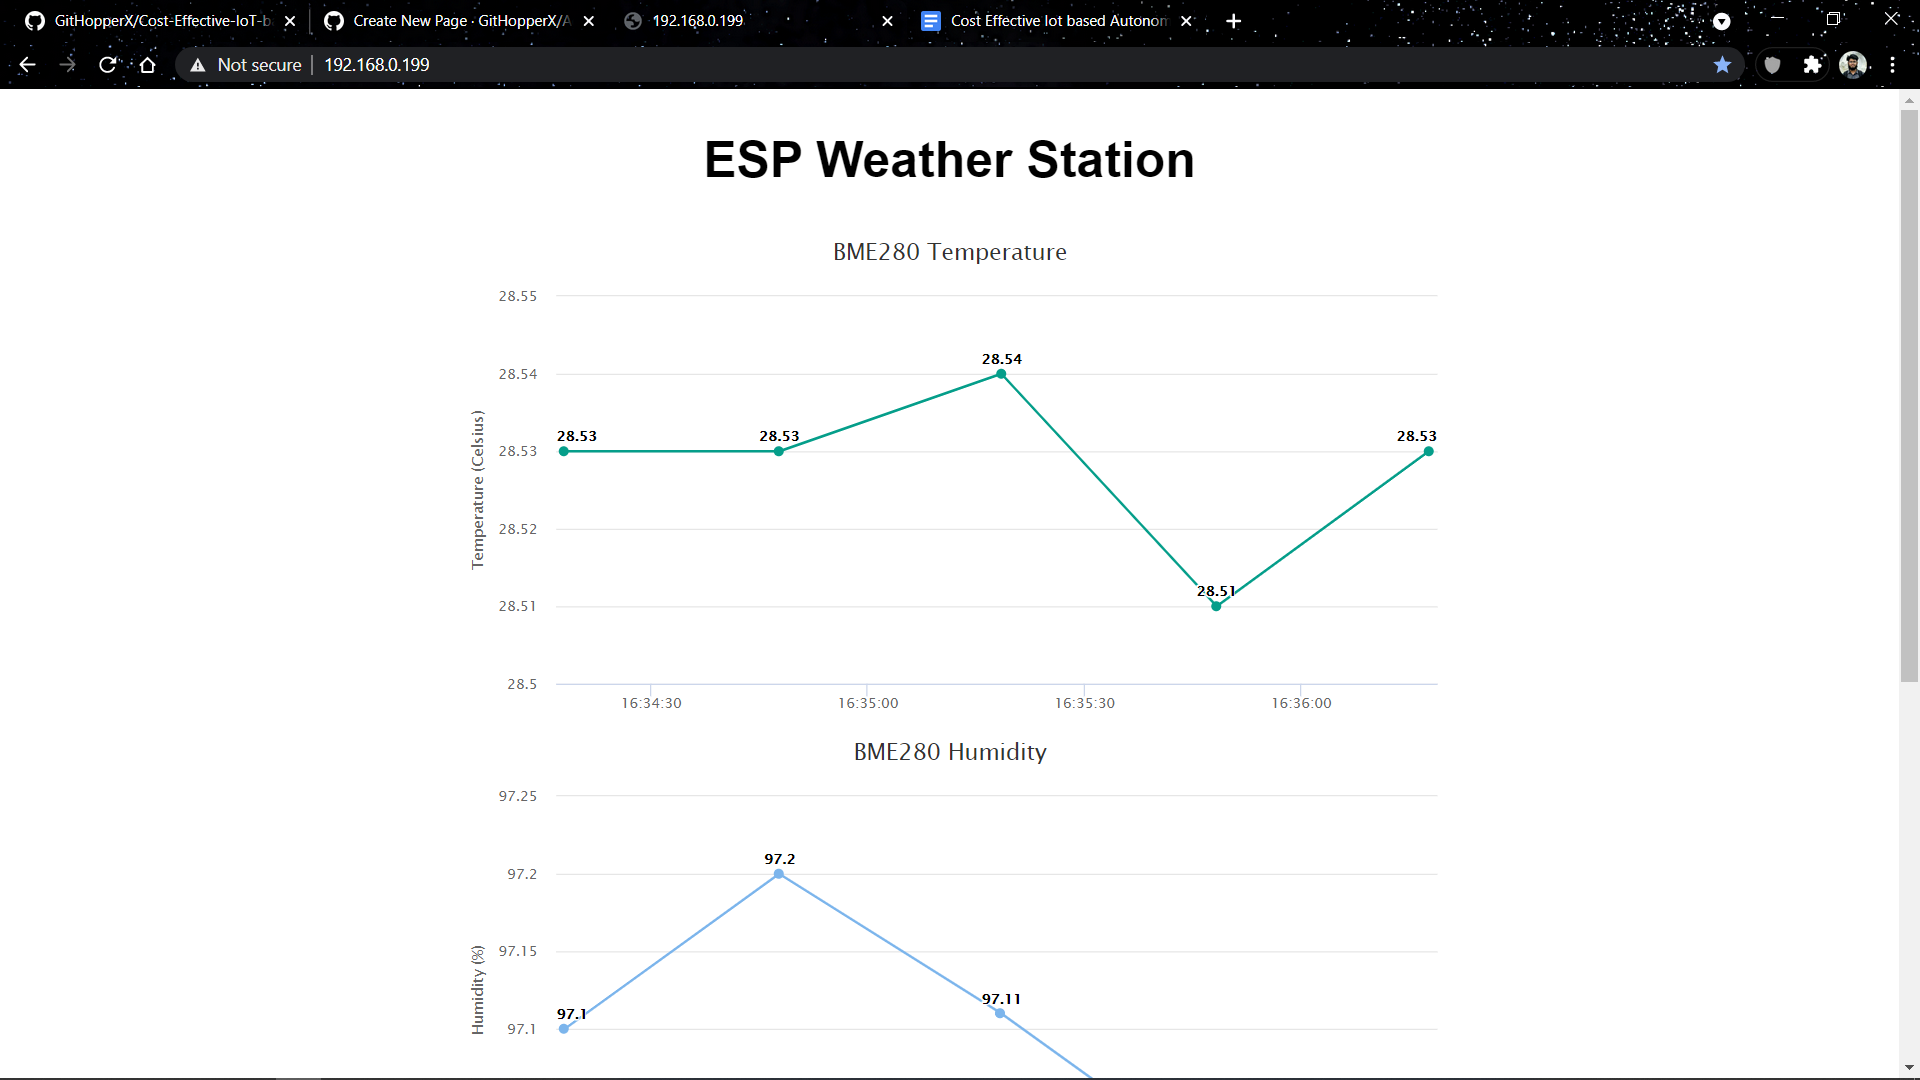 GitHopperX/Cost-Effective-IoT-b
Create New Page · GitHopperX/A
192.168.0.199
Cost Effective Iot based Autonom
Not secure
192.168.0.199
ESP Weather Station
BME280 Temperature
Temperature (Celsius)
28.55
28.54
28.53
28.52
28.51
28.5
28.53
28.53
28.54
28.51
28.53
16:34:30
16:35:00
16:35:30
16:36:00
BME280 Humidity
Humidity (%)
97.25
97.2
97.15
97.1
97.1
97.2
97.11